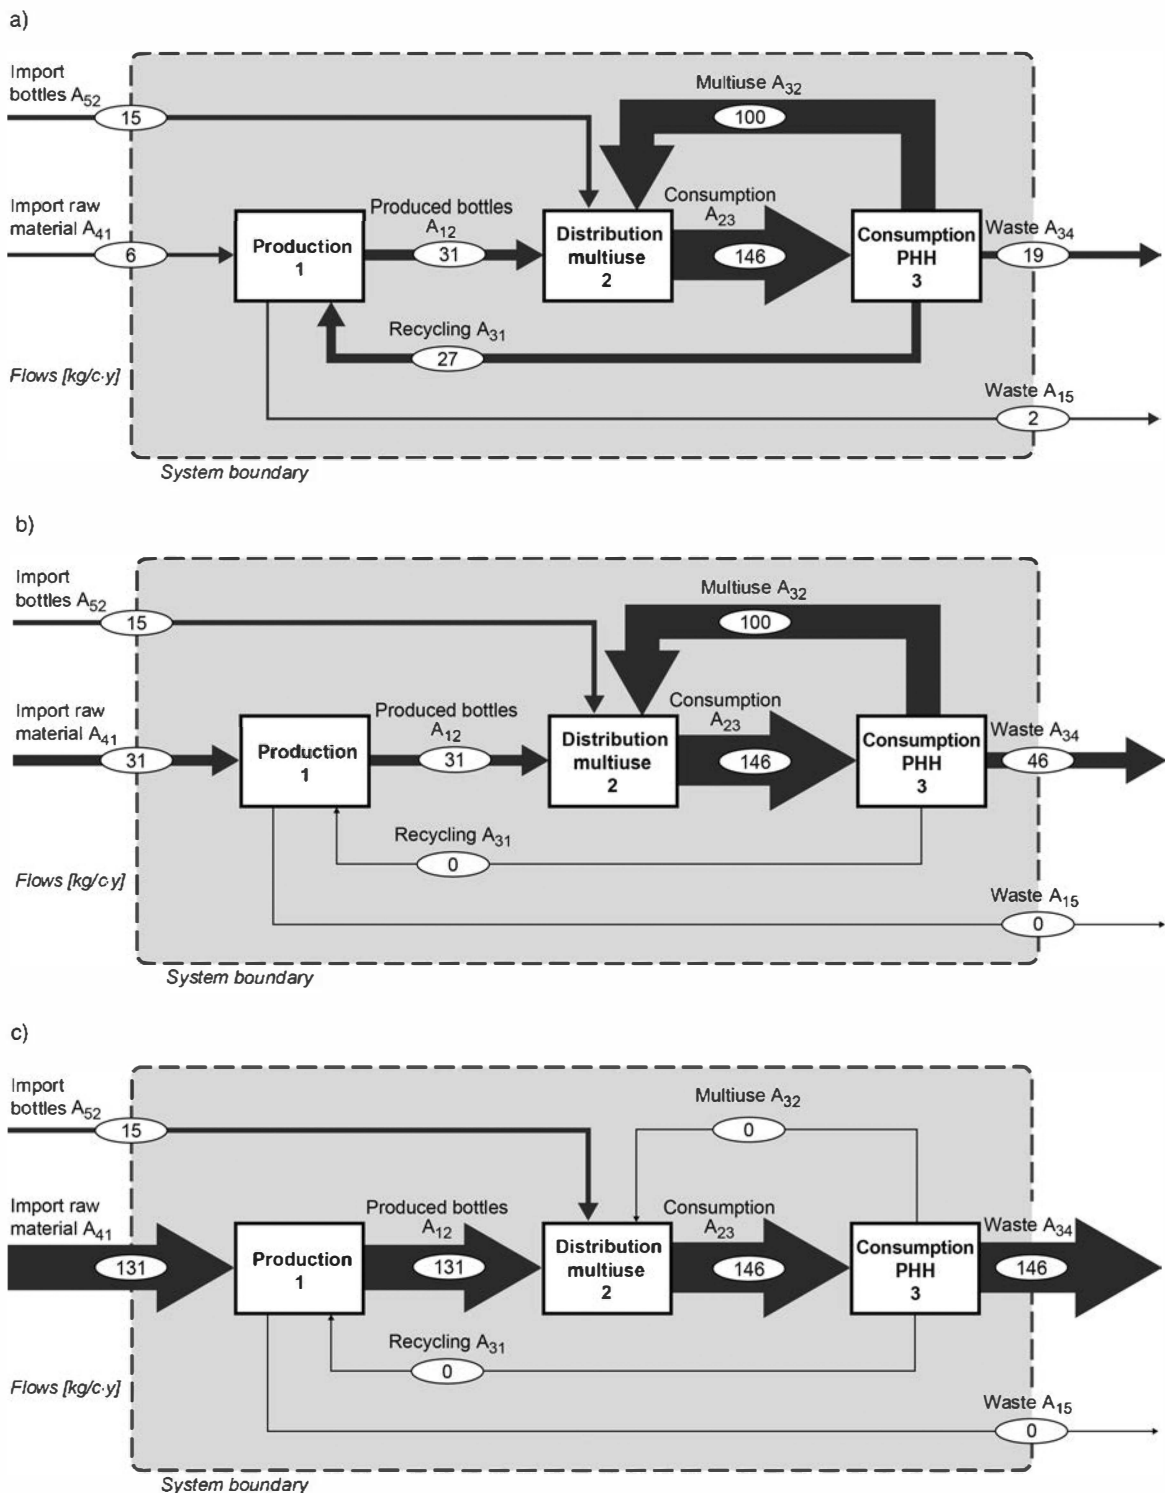 a)
Import
bottles A52
15
Multiuse A32
100
Import raw
material A41
6
Production
1
Produced bottles
A12
31
Distribution
multiuse
2
Consumption
A23
146
Consumption
PHH
3
Waste A34
19
Recycling A31
27
Flows [kg/c·y]
Waste A15
2
System boundary
b)
Import
bottles A52
15
Multiuse A32
100
Import raw
material A41
31
Production
1
Produced bottles
A12
31
Distribution
multiuse
2
Consumption
A23
146
Consumption
PHH
3
Waste A34
46
Recycling A31
0
Flows [kg/c·y]
Waste A15
0
System boundary
c)
Import
bottles A52
15
Multiuse A32
0
Import raw
material A41
131
Production
1
Produced bottles
A12
131
Distribution
multiuse
2
Consumption
A23
146
Consumption
PHH
3
Waste A34
146
Recycling A31
0
Flows [kg/c·y]
Waste A15
0
System boundary